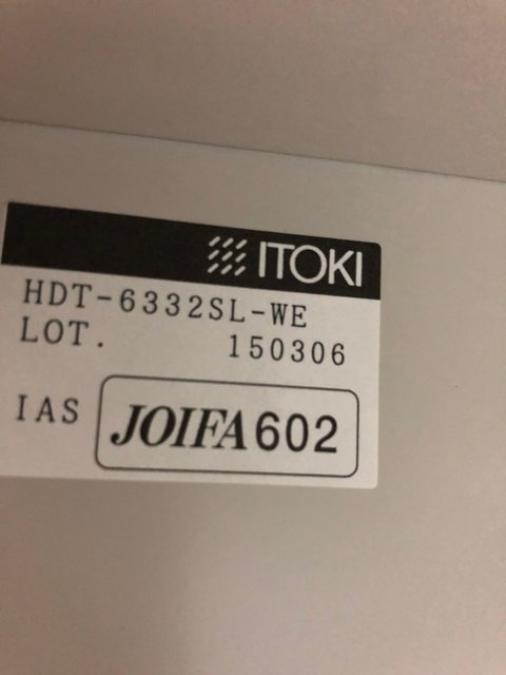 ITOKI
HDT-6332SL-WE
LOT. 150306
IAS JOIFA602